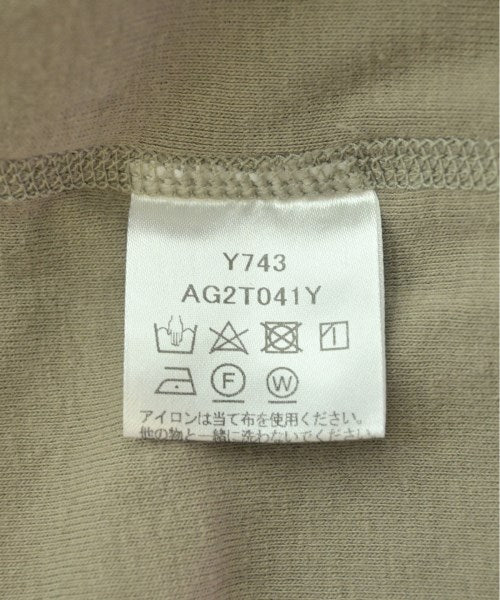 Y743
AG2T041Y
F W
アイロンは当て布を使用ください。
他の物と一緒に洗わないでください